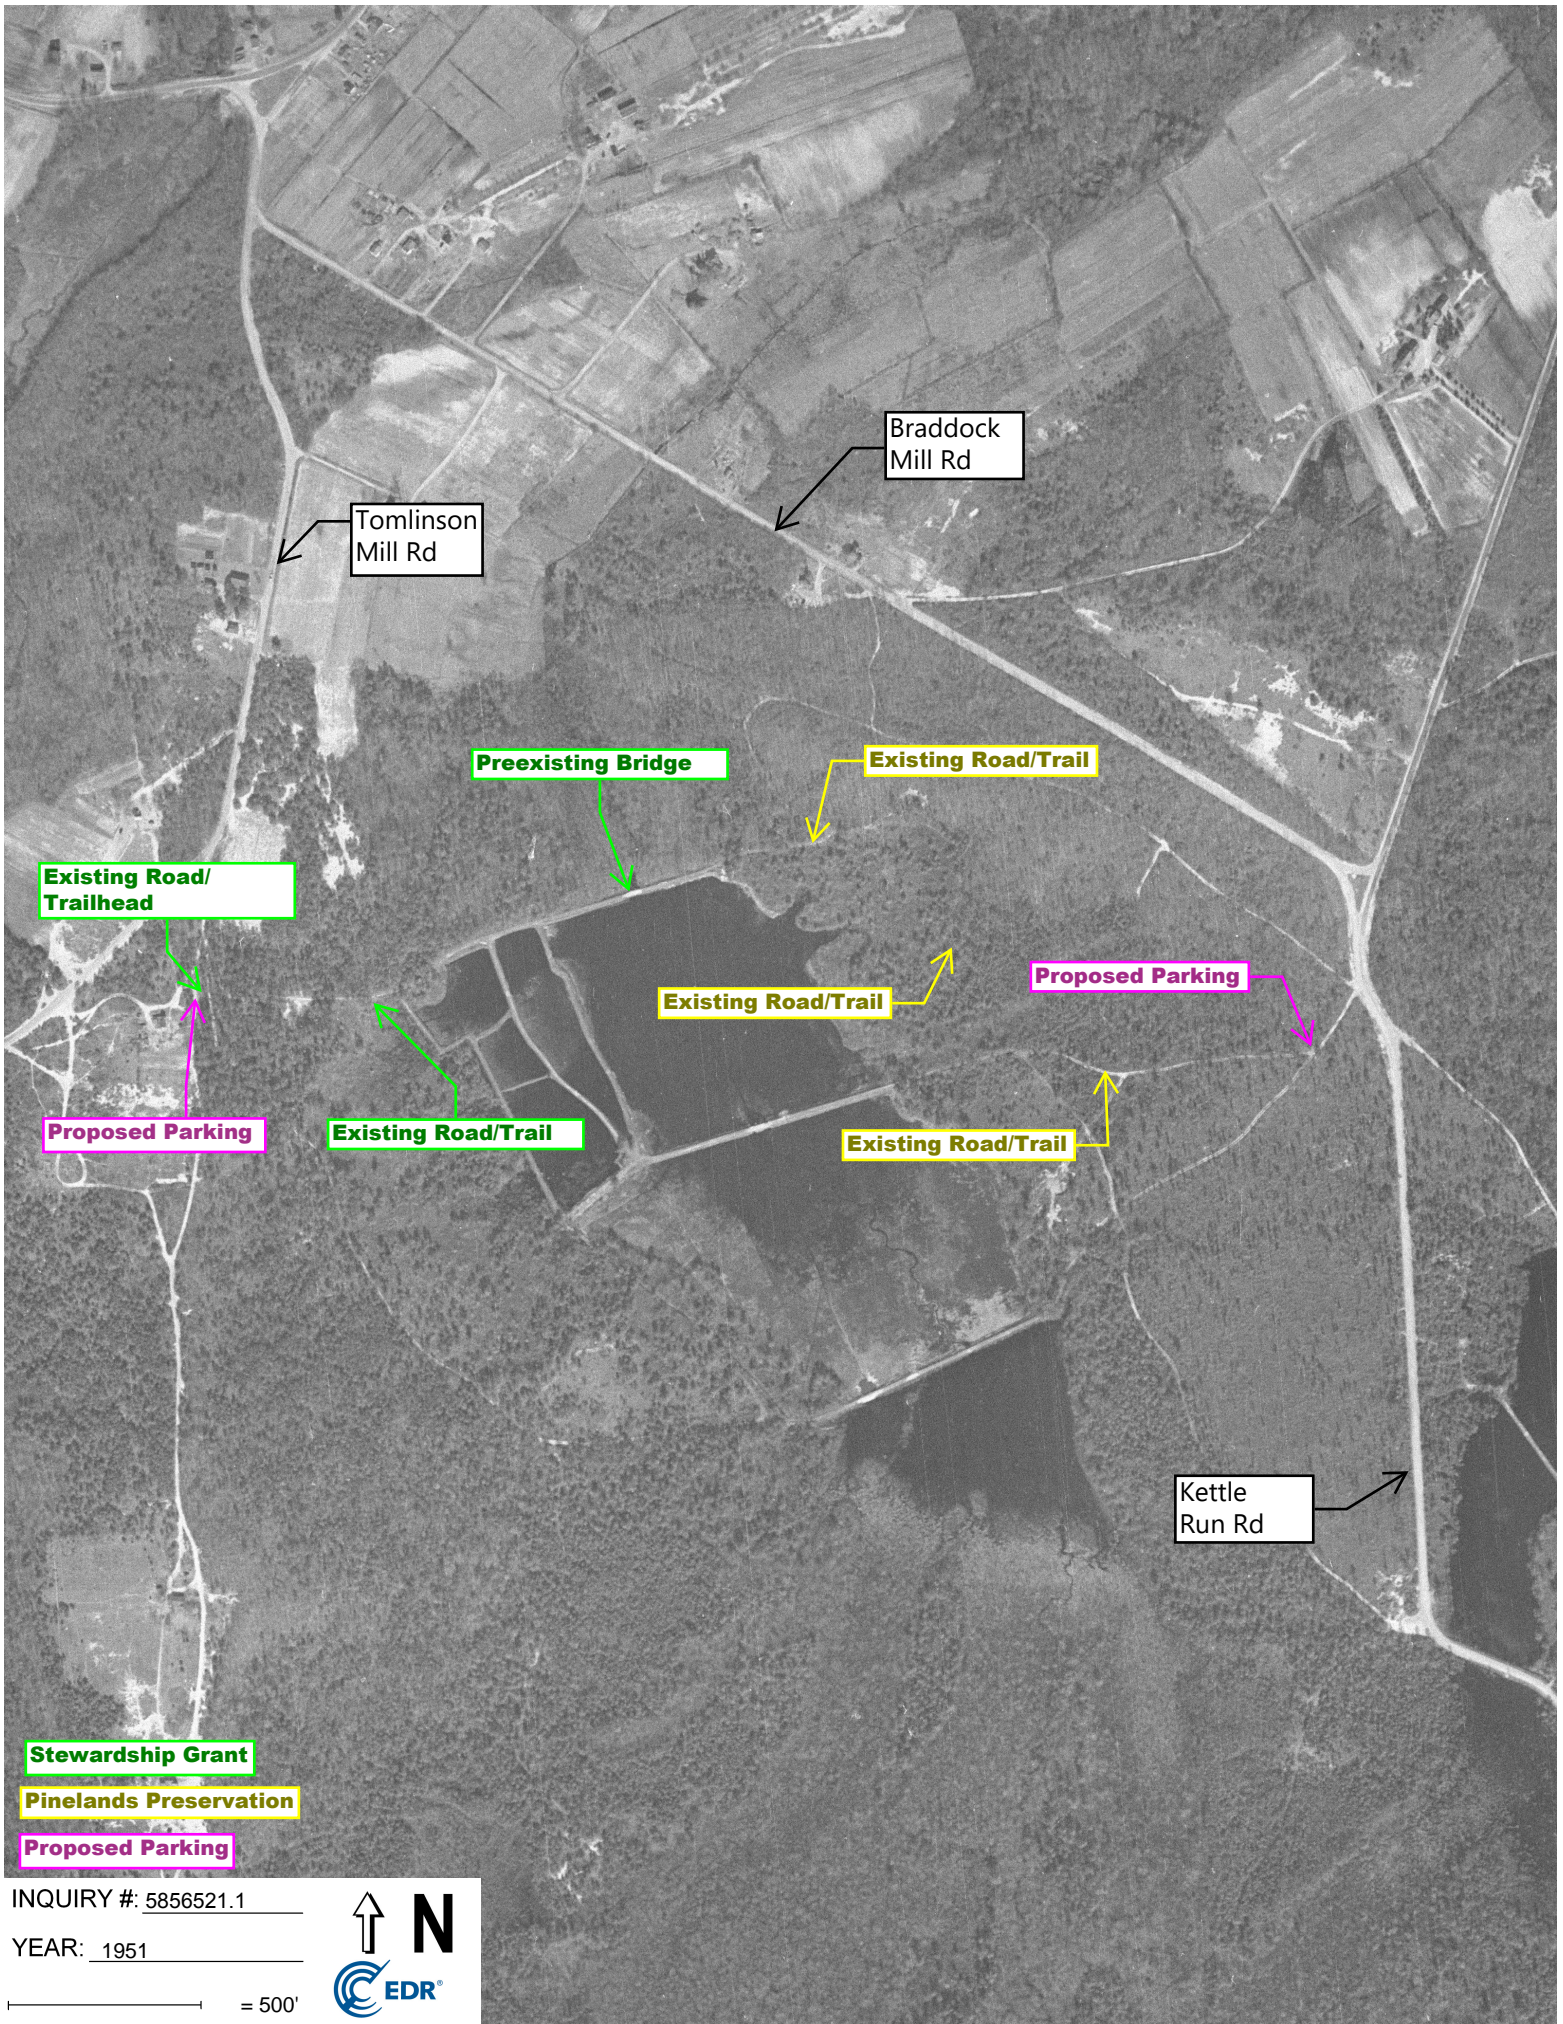 Braddock
Mill Rd
Tomlinson
Mill Rd
Preexisting Bridge
Existing Road/Trail
Existing Road/
Trailhead
Existing Road/Trail
Proposed Parking
Proposed Parking
Existing Road/Trail
Existing Road/Trail
Kettle
Run Rd
Stewardship Grant
Pinelands Preservation
Proposed Parking
INQUIRY #: 5856521.1
YEAR: 1951
= 500'
N
EDR®